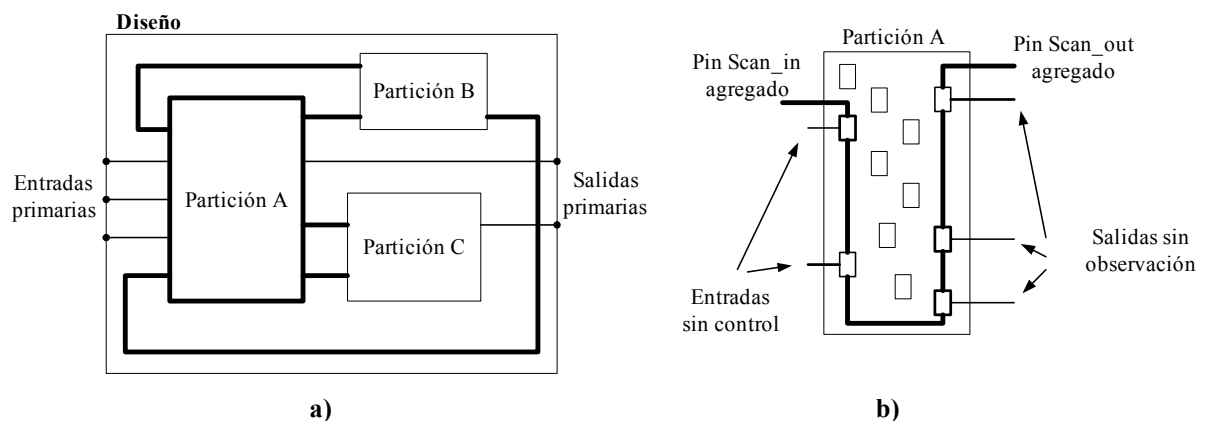 Diseño
Partición B
Entradas
primarias
Partición A
Salidas
primarias
Partición C
a)
Partición A
Pin Scan_in
agregado
Pin Scan_out
agregado
Entradas
sin control
Salidas sin
observación
b)